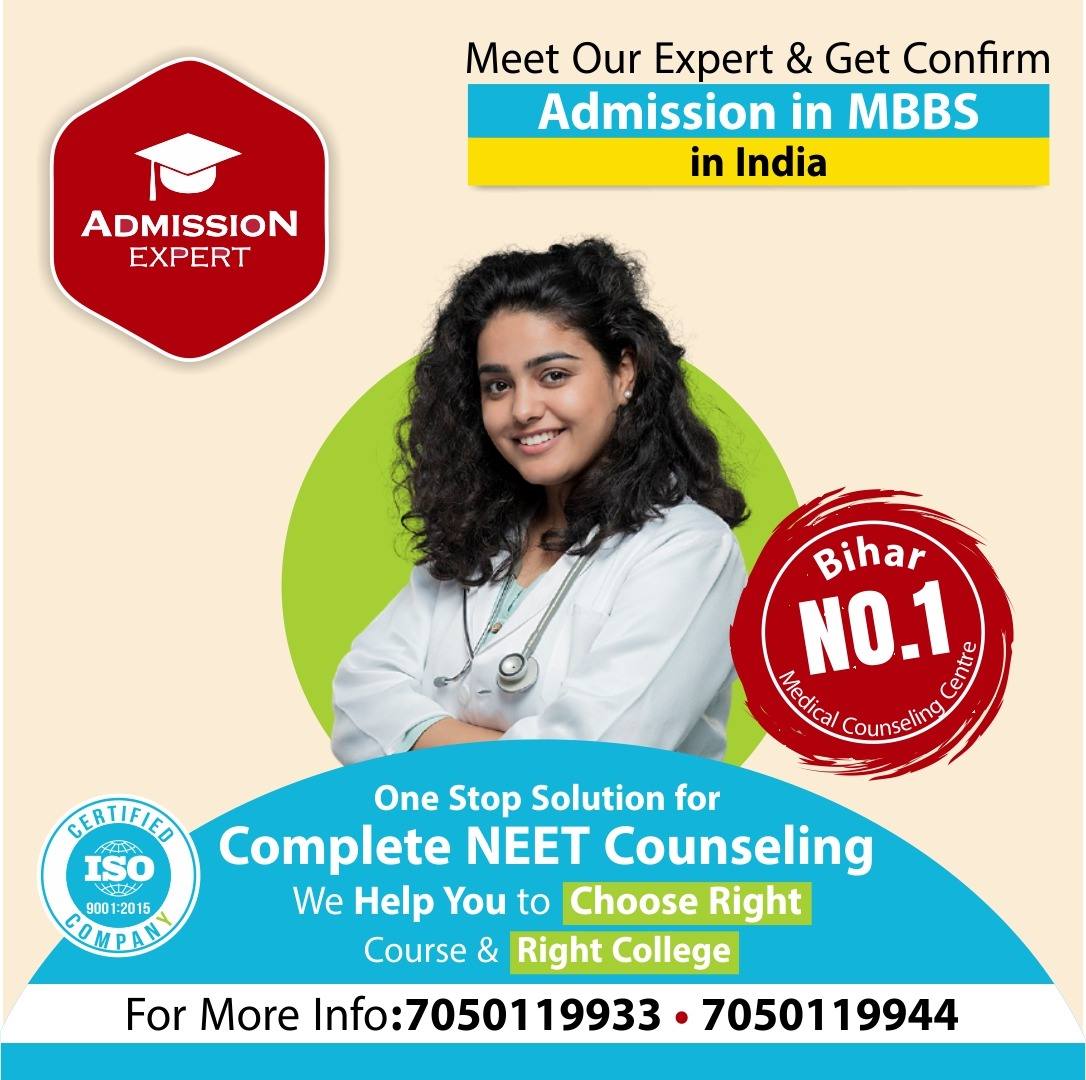 Meet Our Expert & Get Confirm
Admission in MBBS
in India
ADMISSION
EXPERT
Bihar
NO.1
Medical Counseling Centre
One Stop Solution for
Complete NEET Counseling
We Help You to Choose Right
Course & Right College
CERTIFIED
ISO
9001:2015
COMPANY
For More Info:7050119933 • 7050119944